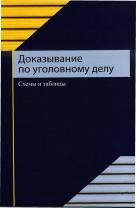 Доказывание
по уголовному делу
Схемы и таблицы